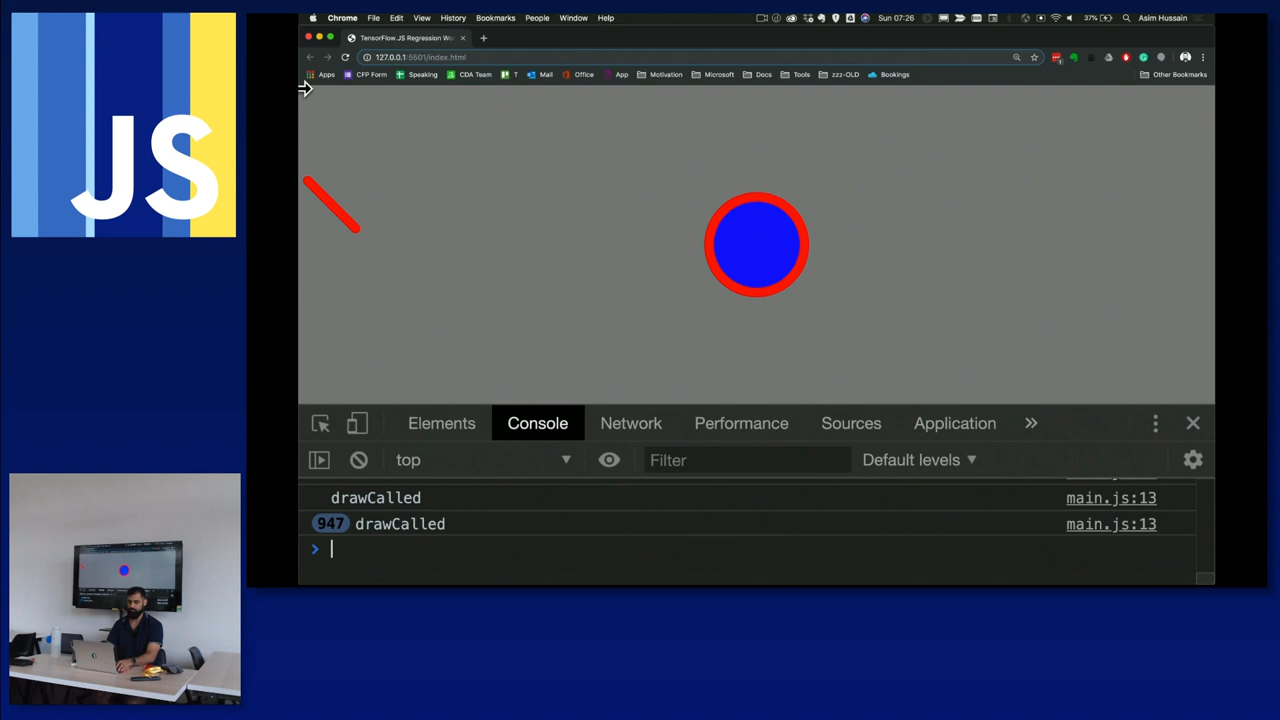 JS
Chrome File Edit View History Bookmarks People Window Help Sun 07:26 37% Asim Hussain
TensorFlow.JS Regression Wo
127.0.0.1:5501/index.html
Apps CFP Form Speaking CDA Team T Mail Office App Motivation Microsoft Docs Tools zzz-OLD Bookings Other Bookmarks
Elements Console Network Performance Sources Application »
top Filter Default levels
drawCalled main.js:13
947 drawCalled main.js:13
>